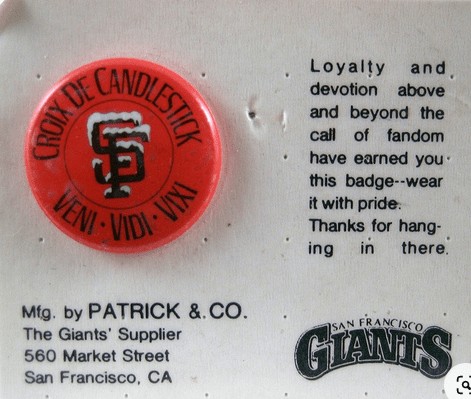 CROIX DE CANDLESTICK
SF
VENI · VIDI · VIXI
Loyalty and
devotion above
and beyond the
call of fandom
have earned you
this badge--wear
it with pride.
Thanks for hang-
ing in there.
Mfg. by PATRICK & CO.
The Giants' Supplier
560 Market Street
San Francisco, CA
SAN FRANCISCO
GIANTS